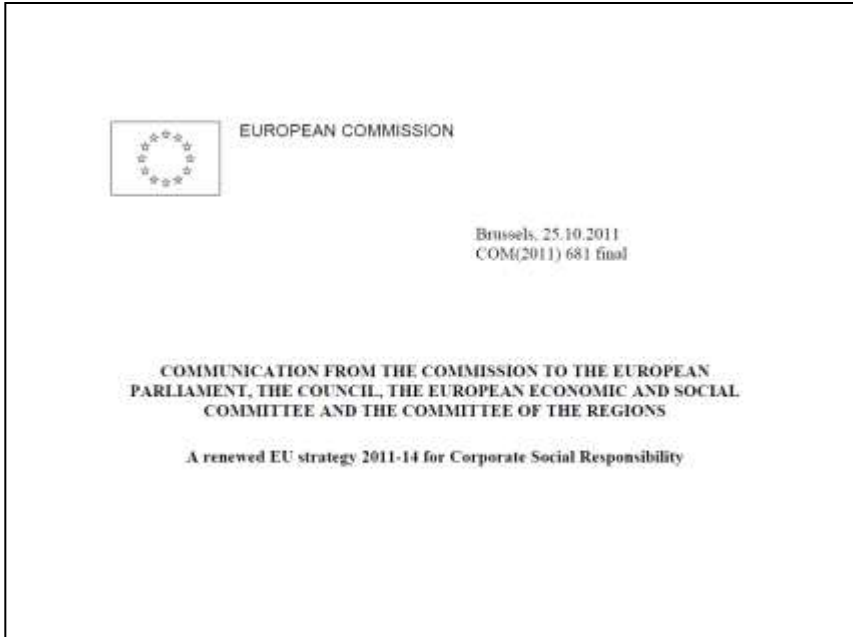 EUROPEAN COMMISSION
Brussels, 25.10.2011
COM(2011) 681 final
COMMUNICATION FROM THE COMMISSION TO THE EUROPEAN
PARLIAMENT, THE COUNCIL, THE EUROPEAN ECONOMIC AND SOCIAL
COMMITTEE AND THE COMMITTEE OF THE REGIONS
A renewed EU strategy 2011-14 for Corporate Social Responsibility